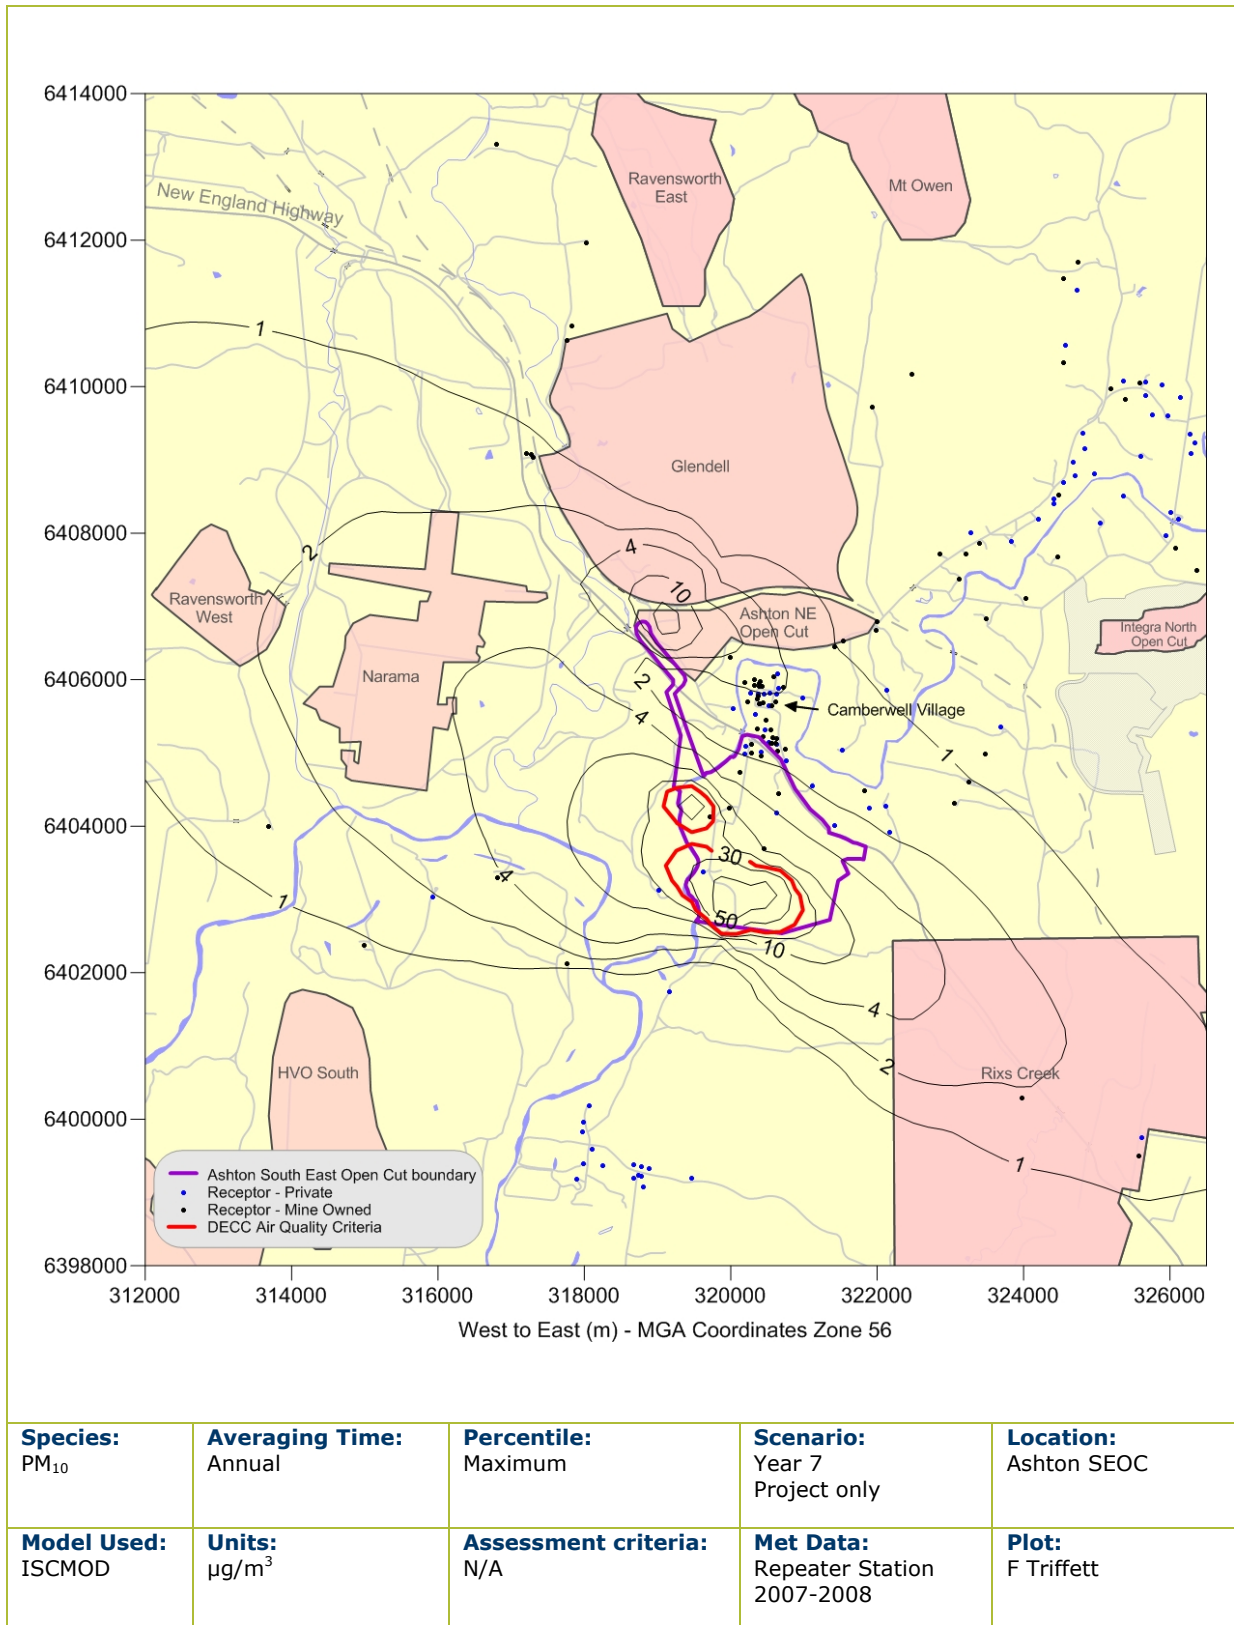 6414000
6412000
6410000
6408000
6406000
6404000
6402000
6400000
6398000
312000 314000 316000 318000 320000 322000 324000 326000
West to East (m) - MGA Coordinates Zone 56
New England Highway
Ravensworth
East
Mt Owen
1
Glendell
2
4
10
Ravensworth
West
Ashton NE
Open Cut
Integra North
Open Cut
Narama
2
4
Camberwell Village
1
30
4
1
50
10
4
2
HVO South
Rixs Creek
1
Ashton South East Open Cut boundary
Receptor - Private
Receptor - Mine Owned
DECC Air Quality Criteria
Species:
PM10
Averaging Time:
Annual
Percentile:
Maximum
Scenario:
Year 7
Project only
Location:
Ashton SEOC
Model Used:
ISCMOD
Units:
µg/m³
Assessment criteria:
N/A
Met Data:
Repeater Station
2007-2008
Plot:
F Triffett